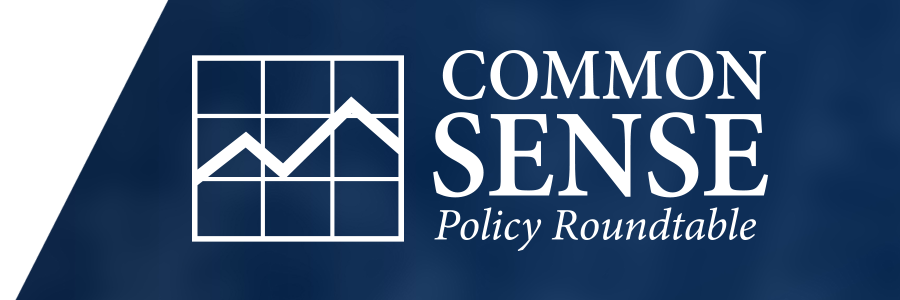 COMMON
SENSE
Policy Roundtable